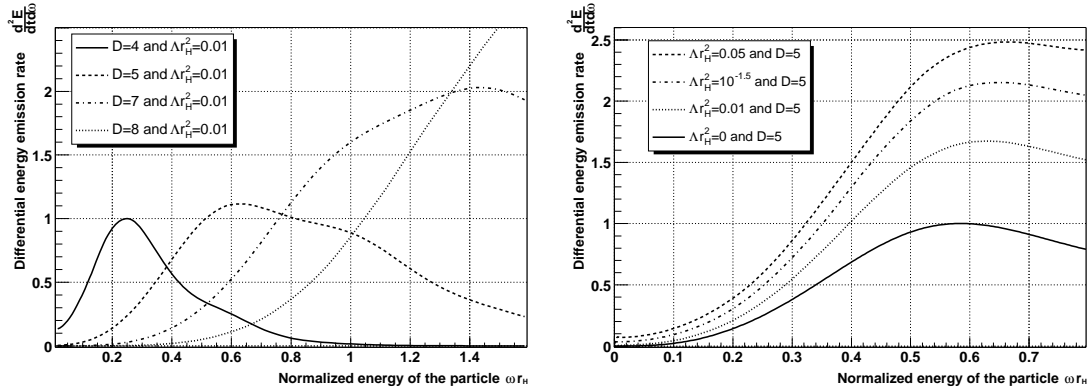 d²E
dtdω
Differential energy emission rate
2.5
2
1.5
1
0.5
0
D=4 and Λr_H²=0.01
D=5 and Λr_H²=0.01
D=7 and Λr_H²=0.01
D=8 and Λr_H²=0.01
0.2 0.4 0.6 0.8 1 1.2 1.4
Normalized energy of the particle ωr_H
d²E
dtdω
Differential energy emission rate
2.5
2
1.5
1
0.5
0
Λr_H²=0.05 and D=5
Λr_H²=10^-1.5 and D=5
Λr_H²=0.01 and D=5
Λr_H²=0 and D=5
0 0.1 0.2 0.3 0.4 0.5 0.6 0.7
Normalized energy of the particle ωr_H